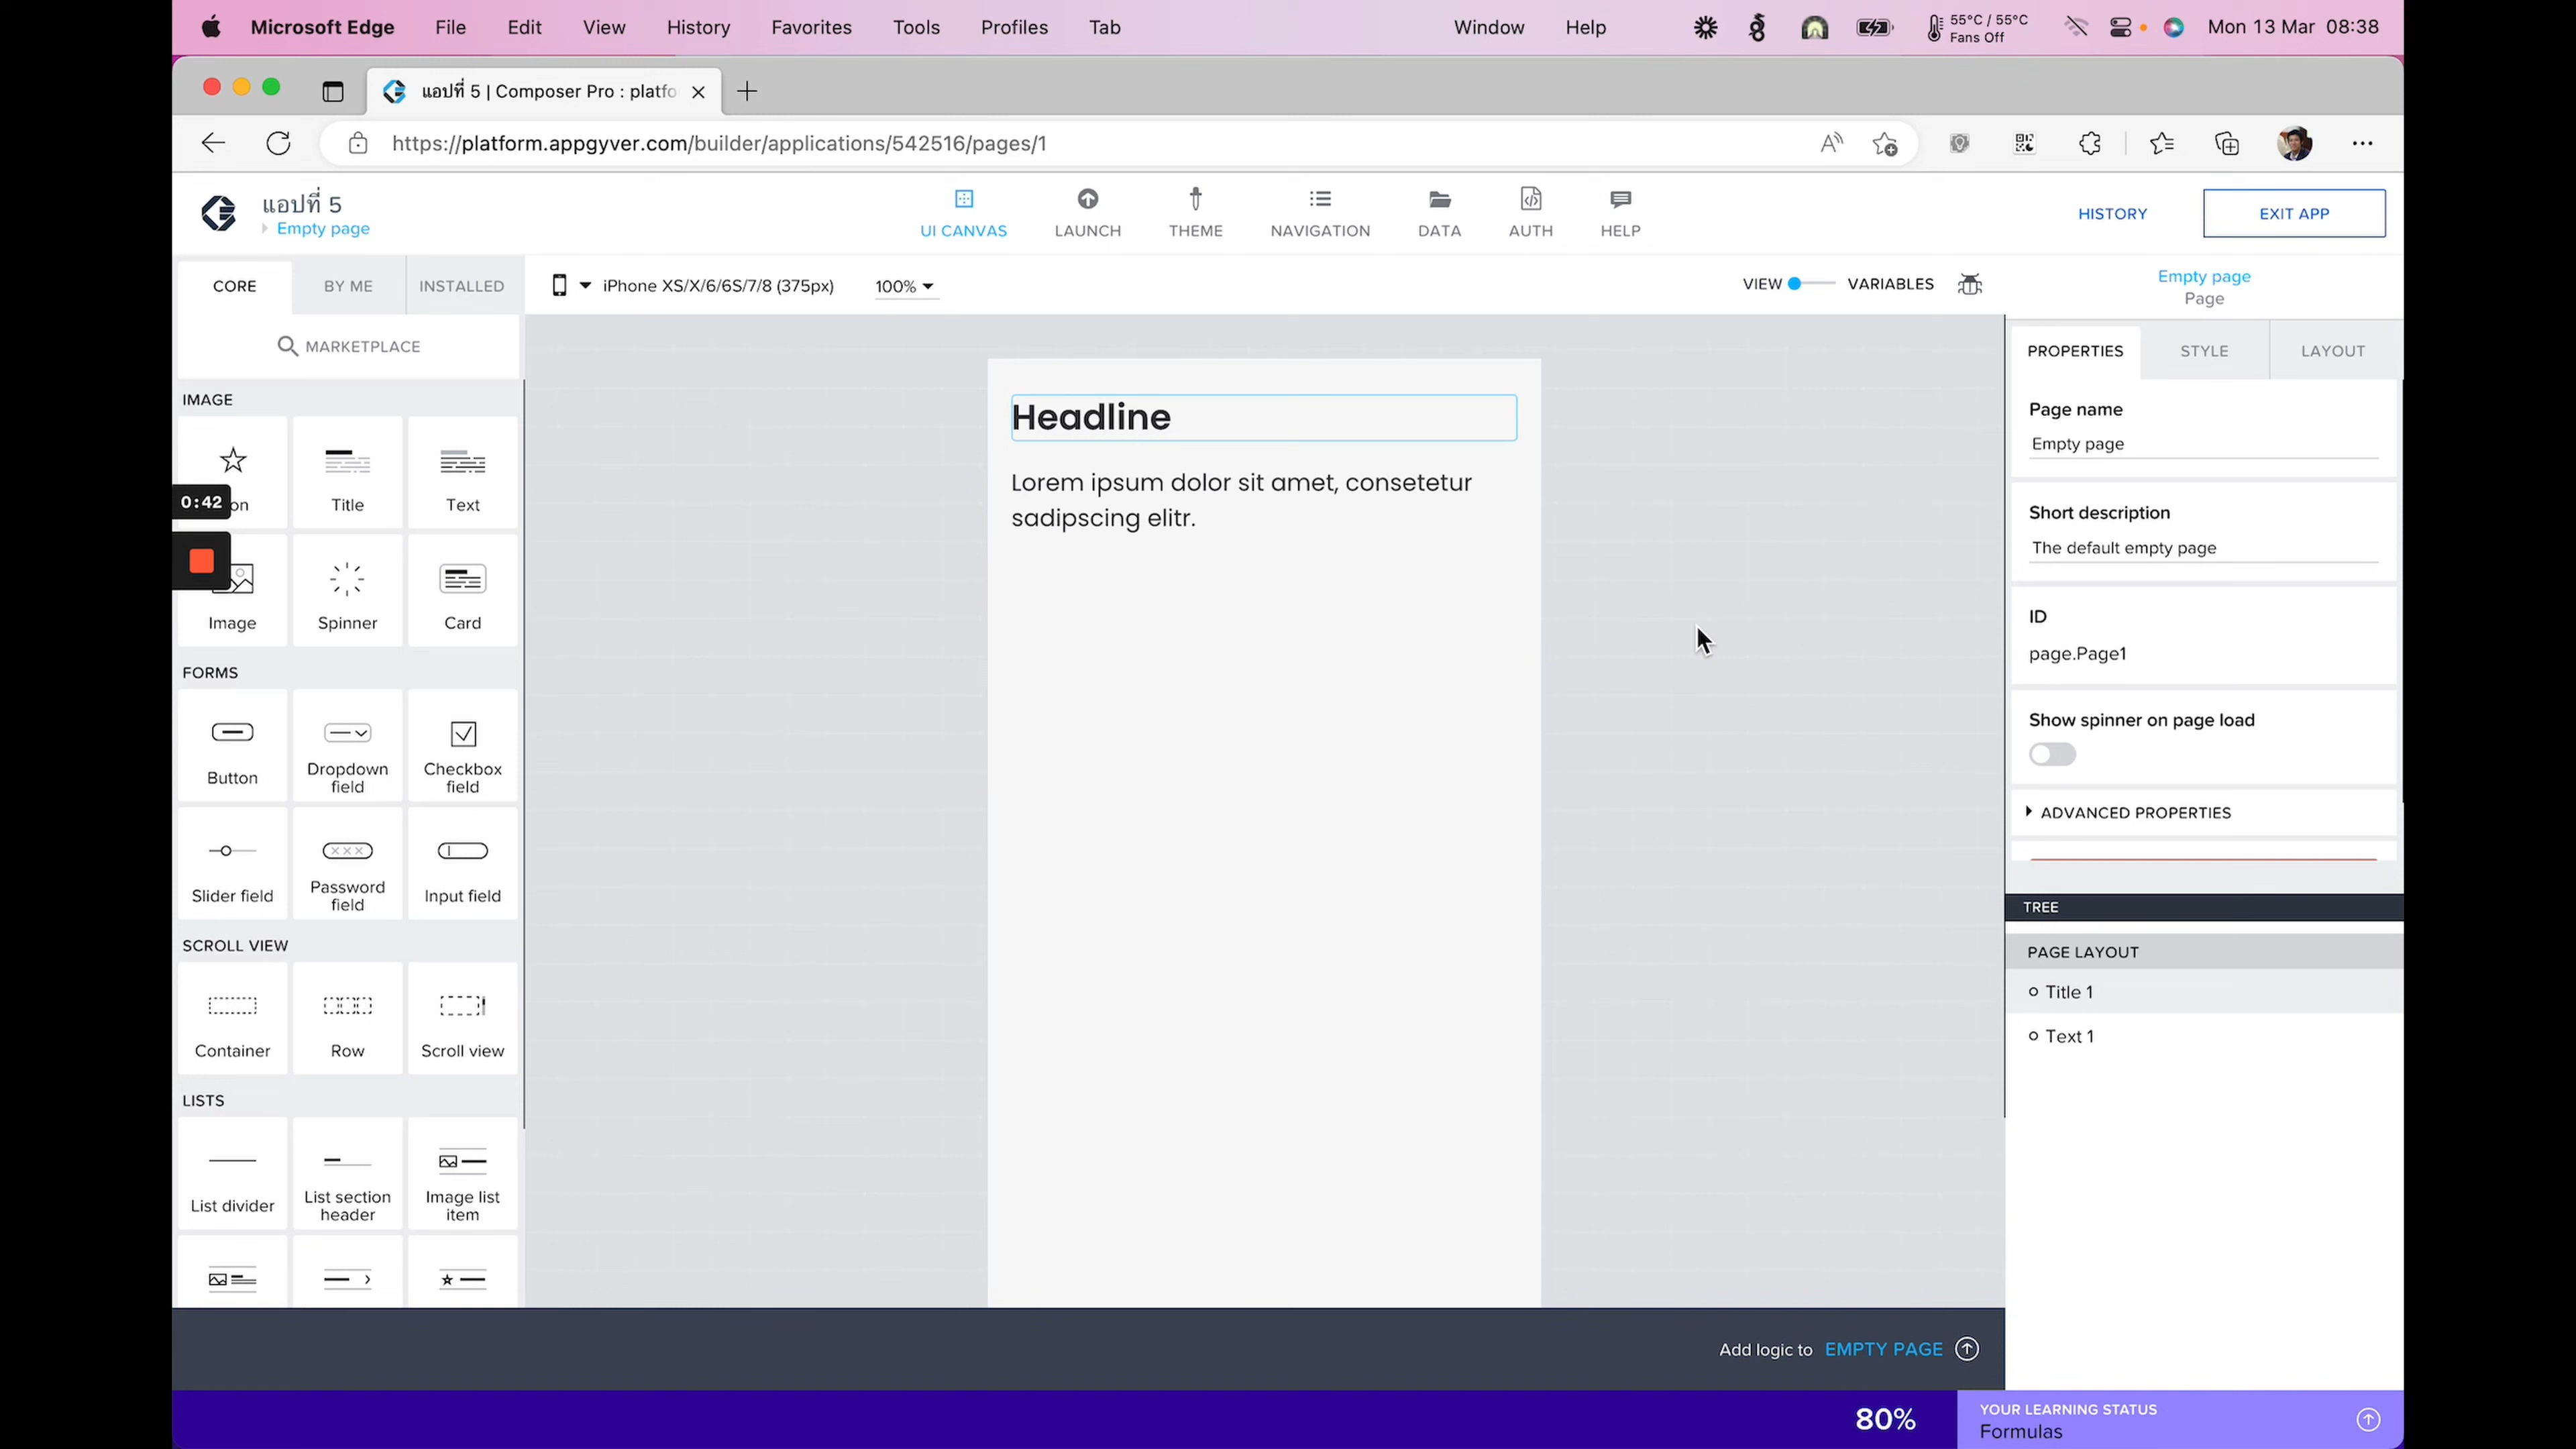 Microsoft Edge File Edit View History Favorites Tools Profiles Tab Window Help 55°C / 55°C Mon 13 Mar 08:38
Fans Off
แอปที่ 5 | Composer Pro : platfo
https://platform.appgyver.com/builder/applications/542516/pages/1
แอปที่ 5
Empty page
UI CANVAS LAUNCH THEME NAVIGATION DATA AUTH HELP
HISTORY EXIT APP
CORE BY ME INSTALLED
iPhone XS/X/6/6S/7/8 (375px) 100% VIEW VARIABLES
Empty page
Page
MARKETPLACE
PROPERTIES STYLE LAYOUT
IMAGE
on Title Text
0:42
Image Spinner Card
FORMS
Button Dropdown field Checkbox field
Slider field Password field Input field
SCROLL VIEW
Container Row Scroll view
LISTS
List divider List section header Image list item
Headline
Lorem ipsum dolor sit amet, consetetur
sadipscing elitr.
Page name
Empty page
Short description
The default empty page
ID
page.Page1
Show spinner on page load
ADVANCED PROPERTIES
TREE
PAGE LAYOUT
Title 1
Text 1
Add logic to EMPTY PAGE
80%
YOUR LEARNING STATUS
Formulas